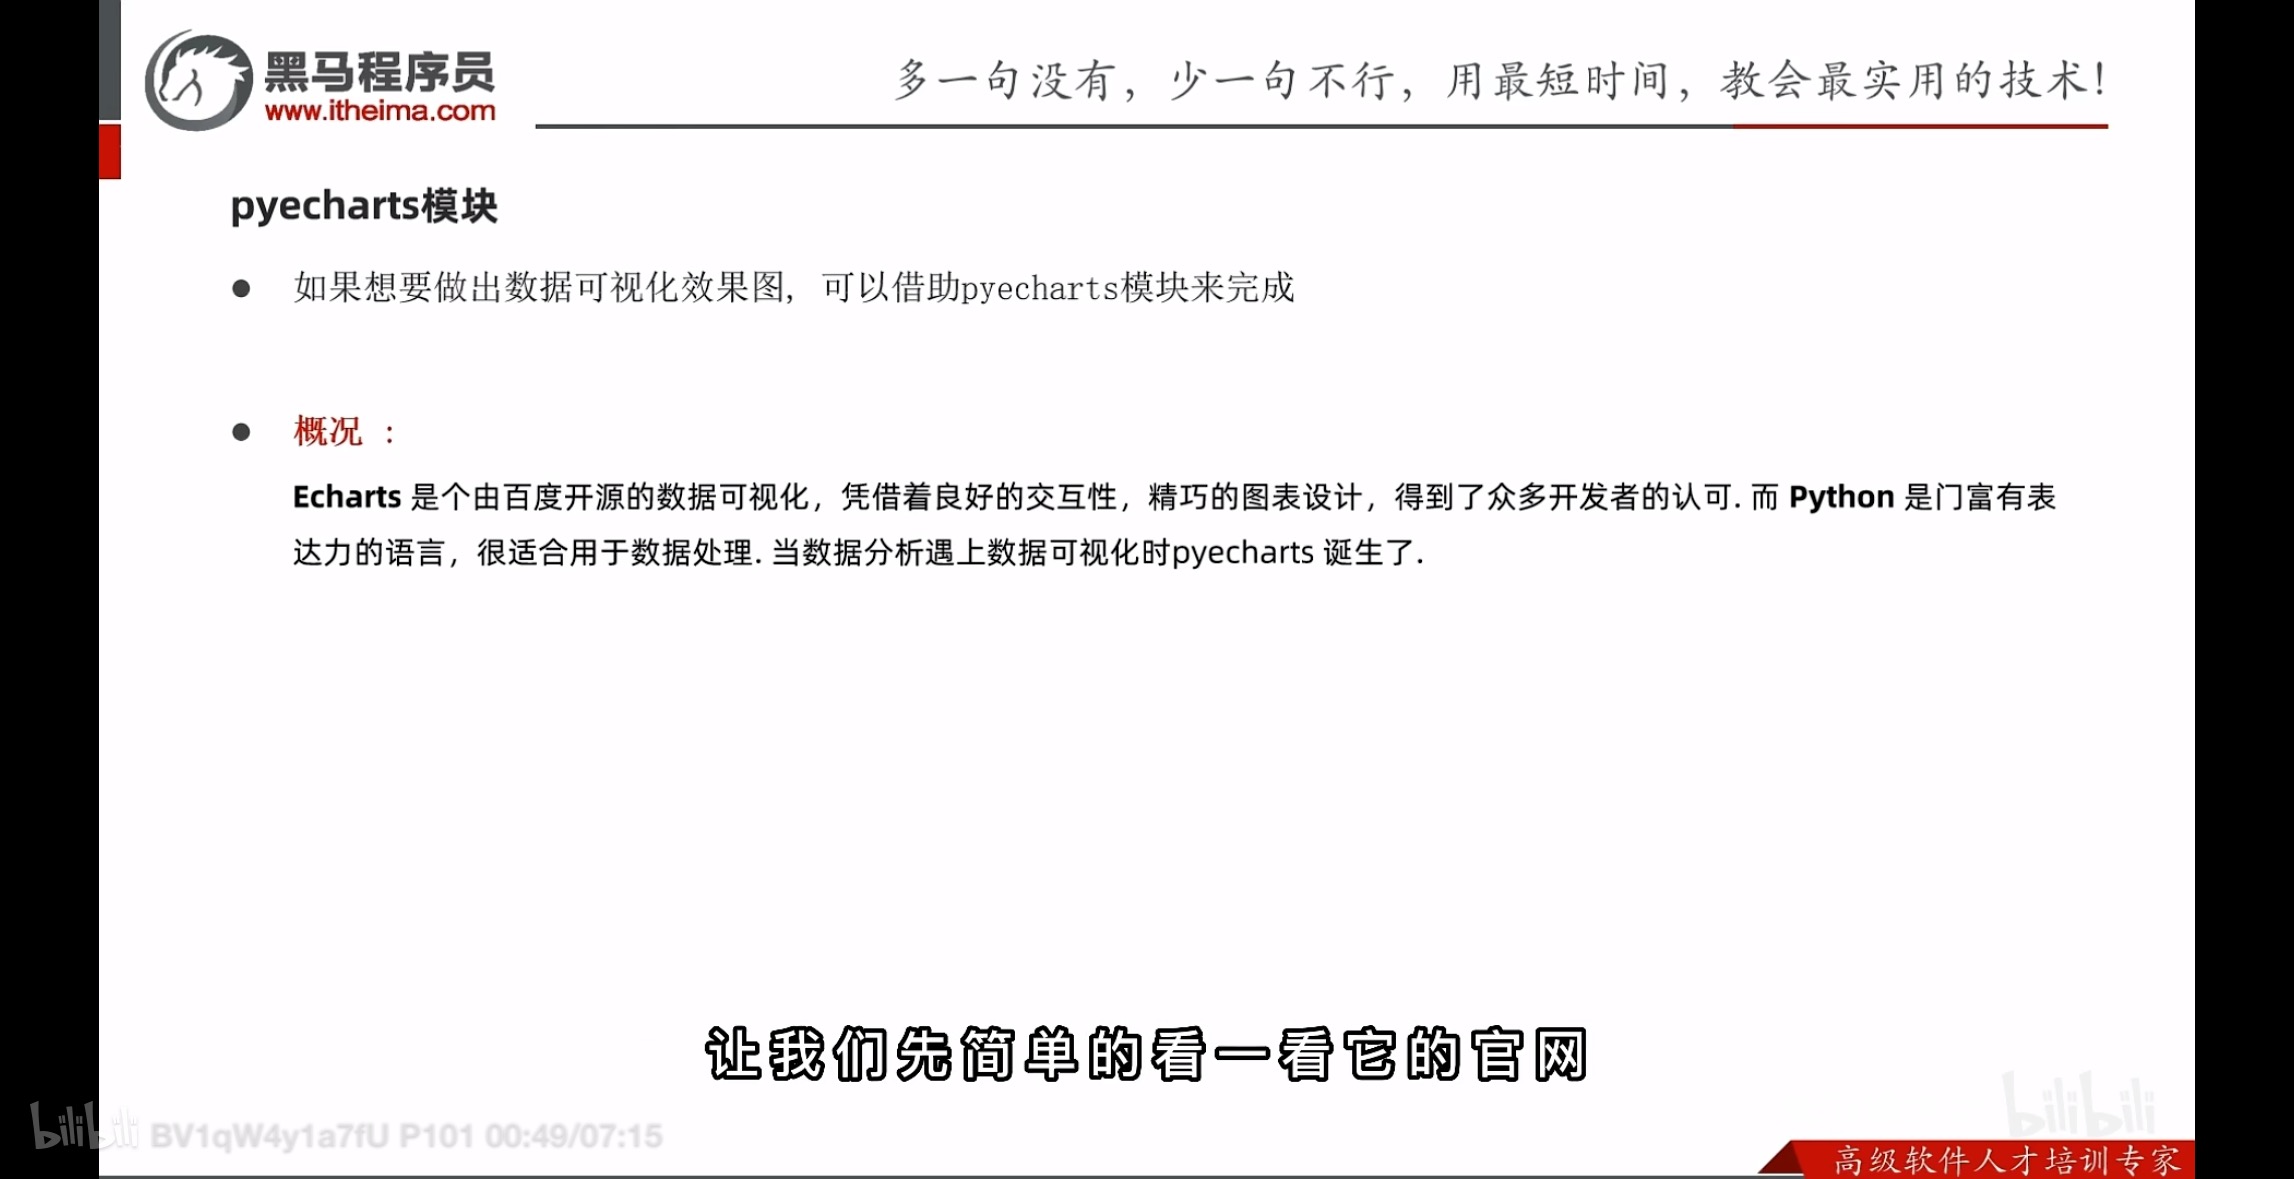 黑马程序员
www.itheima.com
多一句没有，少一句不行，用最短时间，教会最实用的技术！
pyecharts模块
如果想要做出数据可视化效果图，可以借助pyecharts模块来完成
概况 ：
Echarts 是个由百度开源的数据可视化，凭借着良好的交互性，精巧的图表设计，得到了众多开发者的认可. 而 Python 是门富有表
达力的语言，很适合用于数据处理. 当数据分析遇上数据可视化时pyecharts 诞生了.
让我们先简单的看一看它的官网
bilibili
bilibili BV1qW4y1a7fU P101 00:49/07:15
高级软件人才培训专家